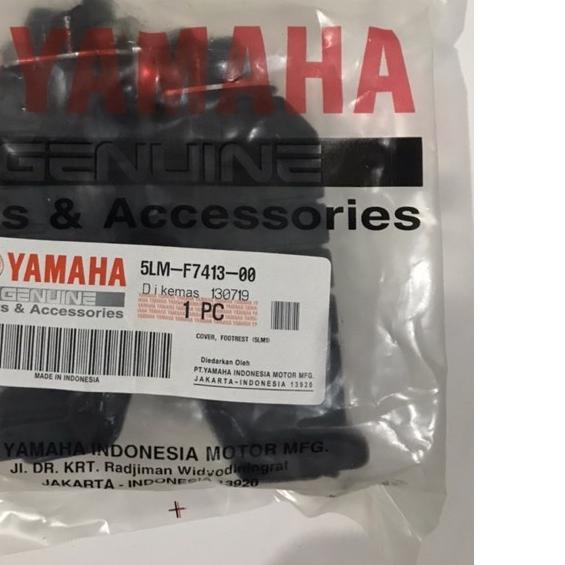 YAMAHA
GENUINE
s & Accessories
YAMAHA
GENUINE
s & Accessories
5LM-F7413-00
Dikemas 130719
1 PC
COVER, FOOTREST (5LM1)
Diedarkan Oleh
PT.YAMAHA INDONESIA MOTOR MFG.
JAKARTA-INDONESIA 13920
MADE IN INDONESIA
YAMAHA INDONESIA MOTOR MFG.
Jl. DR. KRT. Radjiman Widyodiningrat
JAKARTA - INDONESIA 13920